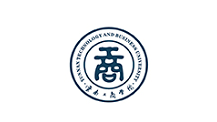 YUNNAN TECHNOLOGY AND BUSINESS UNIVERSITY
商
云南工商学院